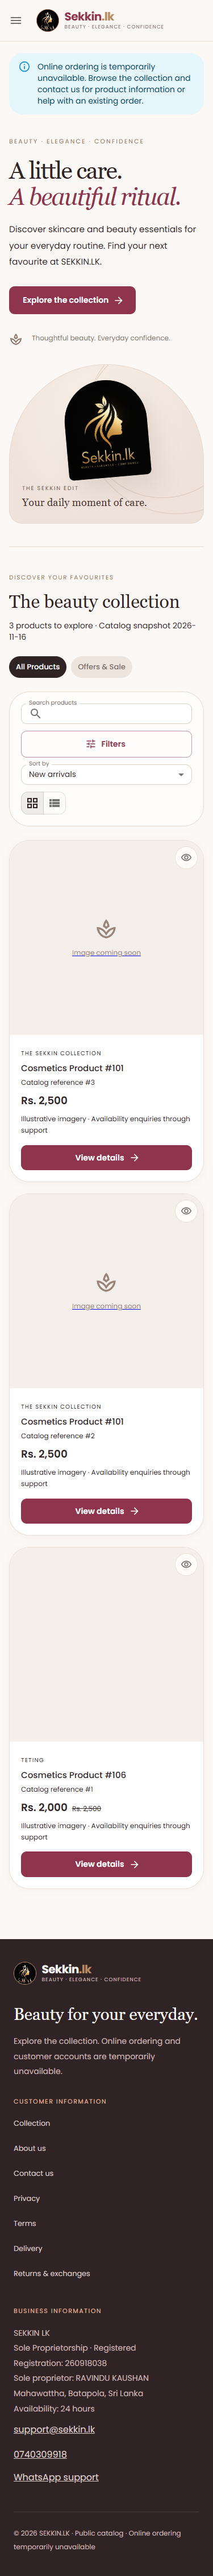 Sekkin.lk
BEAUTY · ELEGANCE · CONFIDENCE
Online ordering is temporarily
unavailable. Browse the collection and
contact us for product information or
help with an existing order.
BEAUTY · ELEGANCE · CONFIDENCE
A little care.
A beautiful ritual.
Discover skincare and beauty essentials for
your everyday routine. Find your next
favourite at SEKKIN.LK.
Explore the collection
Thoughtful beauty. Everyday confidence.
Sekkin.lk
THE SEKKIN EDIT
Your daily moment of care.
DISCOVER YOUR FAVOURITES
The beauty collection
3 products to explore · Catalog snapshot 2026-
11-16
All Products
Offers & Sale
Search products
Filters
Sort by
New arrivals
Image coming soon
THE SEKKIN COLLECTION
Cosmetics Product #101
Catalog reference #3
Rs. 2,500
Illustrative imagery · Availability enquiries through
support
View details
Image coming soon
THE SEKKIN COLLECTION
Cosmetics Product #101
Catalog reference #2
Rs. 2,500
Illustrative imagery · Availability enquiries through
support
View details
TETING
Cosmetics Product #106
Catalog reference #1
Rs. 2,000 Rs. 2,500
Illustrative imagery · Availability enquiries through
support
View details
Sekkin.lk
BEAUTY · ELEGANCE · CONFIDENCE
Beauty for your everyday.
Explore the collection. Online ordering and
customer accounts are temporarily
unavailable.
CUSTOMER INFORMATION
Collection
About us
Contact us
Privacy
Terms
Delivery
Returns & exchanges
BUSINESS INFORMATION
SEKKIN LK
Sole Proprietorship · Registered
Registration: 260918038
Sole proprietor: RAVINDU KAUSHAN
Mahawattha, Batapola, Sri Lanka
Availability: 24 hours
support@sekkin.lk
0740309918
WhatsApp support
© 2026 SEKKIN.LK · Public catalog · Online ordering
temporarily unavailable